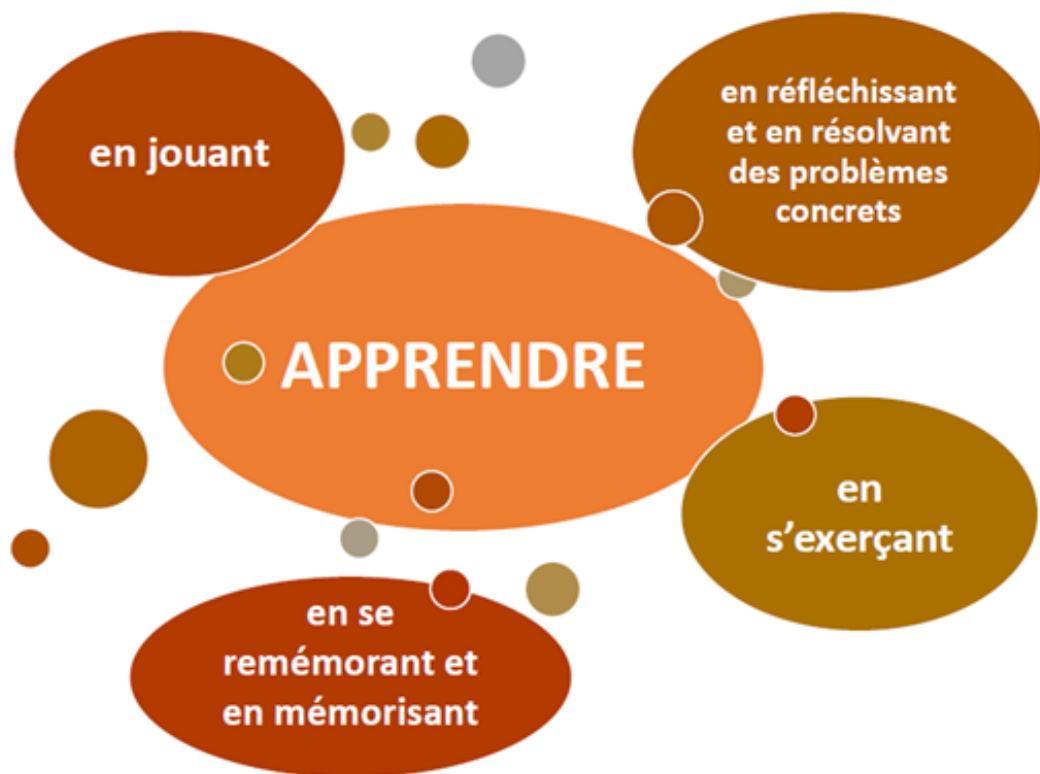 en jouant
en réfléchissant
et en résolvant
des problèmes
concrets
APPRENDRE
en
s’exerçant
en se
remémorant et
en mémorisant